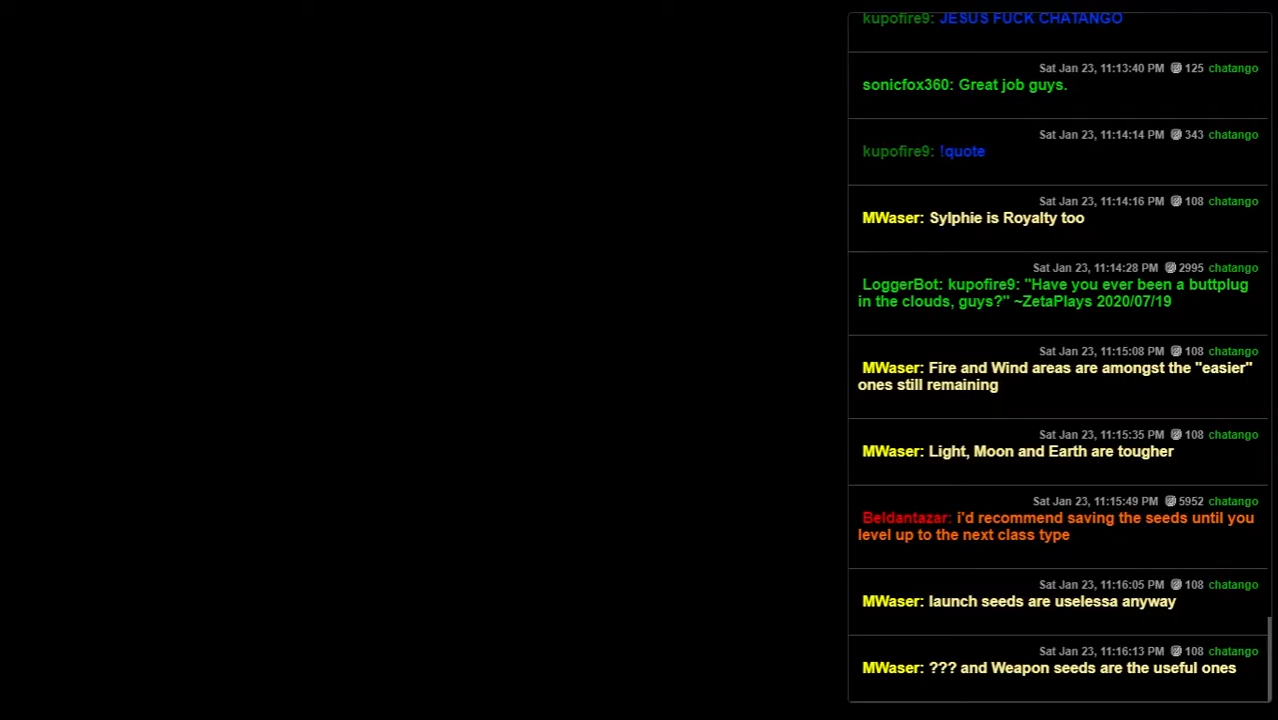 kupofire9: JESUS FUCK CHATANGO
Sat Jan 23, 11:13:40 PM 125 chatango
sonicfox360: Great job guys.
Sat Jan 23, 11:14:14 PM 343 chatango
kupofire9: !quote
Sat Jan 23, 11:14:16 PM 108 chatango
MWaser: Sylphie is Royalty too
Sat Jan 23, 11:14:28 PM 2995 chatango
LoggerBot: kupofire9: "Have you ever been a buttplug
in the clouds, guys?" ~ZetaPlays 2020/07/19
Sat Jan 23, 11:15:08 PM 108 chatango
MWaser: Fire and Wind areas are amongst the "easier"
ones still remaining
Sat Jan 23, 11:15:35 PM 108 chatango
MWaser: Light, Moon and Earth are tougher
Sat Jan 23, 11:15:49 PM 5952 chatango
Beldantazar: i'd recommend saving the seeds until you
level up to the next class type
Sat Jan 23, 11:16:05 PM 108 chatango
MWaser: launch seeds are uselessa anyway
Sat Jan 23, 11:16:13 PM 108 chatango
MWaser: ??? and Weapon seeds are the useful ones